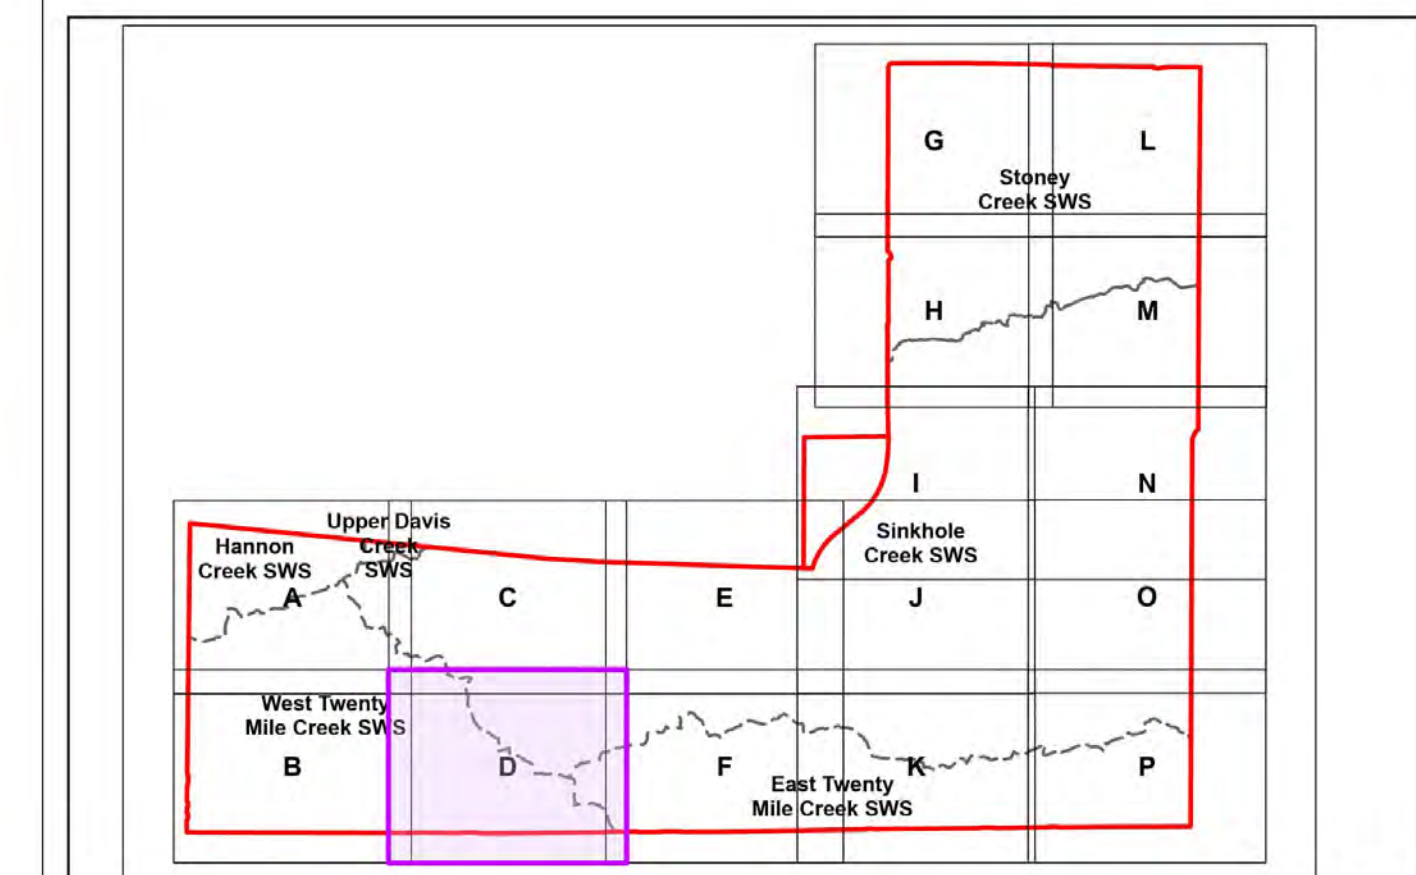 G
L
Stoney
Creek SWS
H
M
I
N
Upper Davis
Creek
SWS
Hannon
Creek SWS
Sinkhole
Creek SWS
A
C
E
J
O
West Twenty
Mile Creek SWS
B
D
F
K
P
East Twenty
Mile Creek SWS